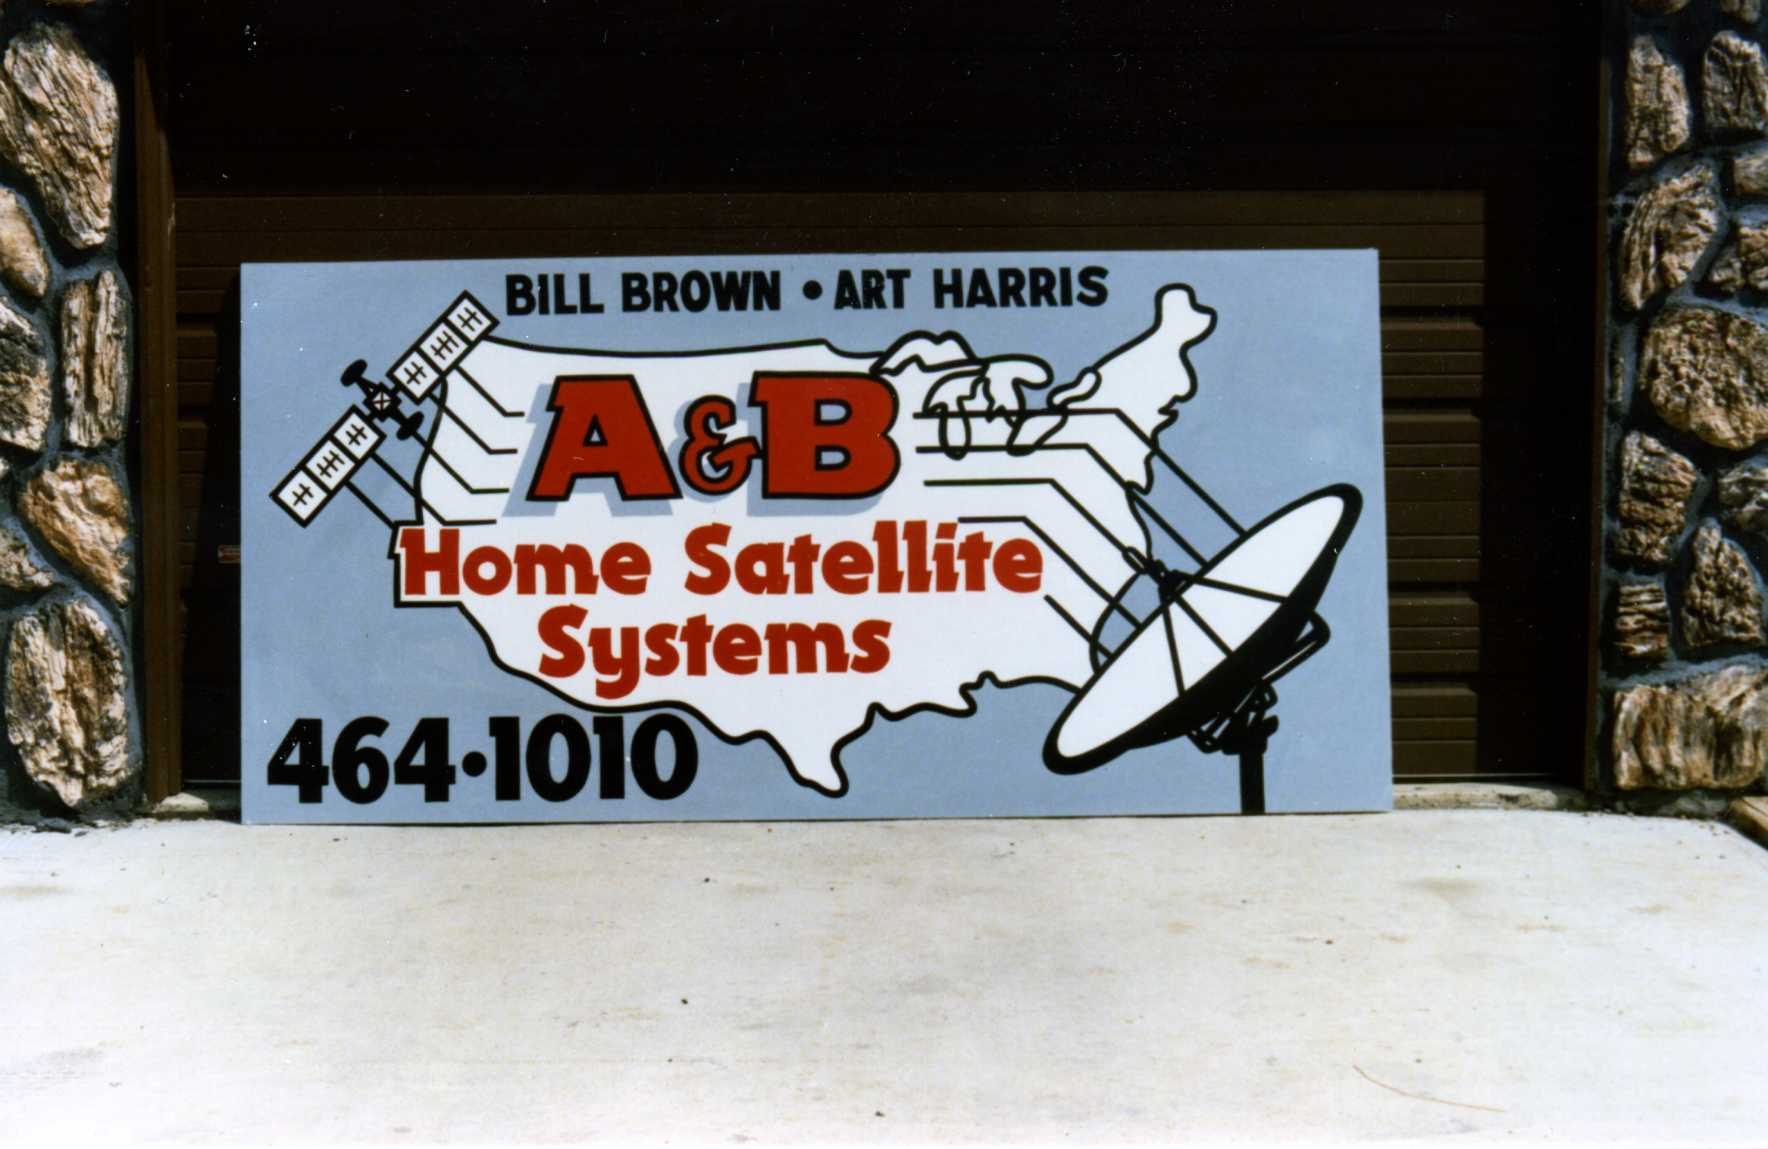 BILL BROWN • ART HARRIS
A&B
Home Satellite
Systems
464•1010